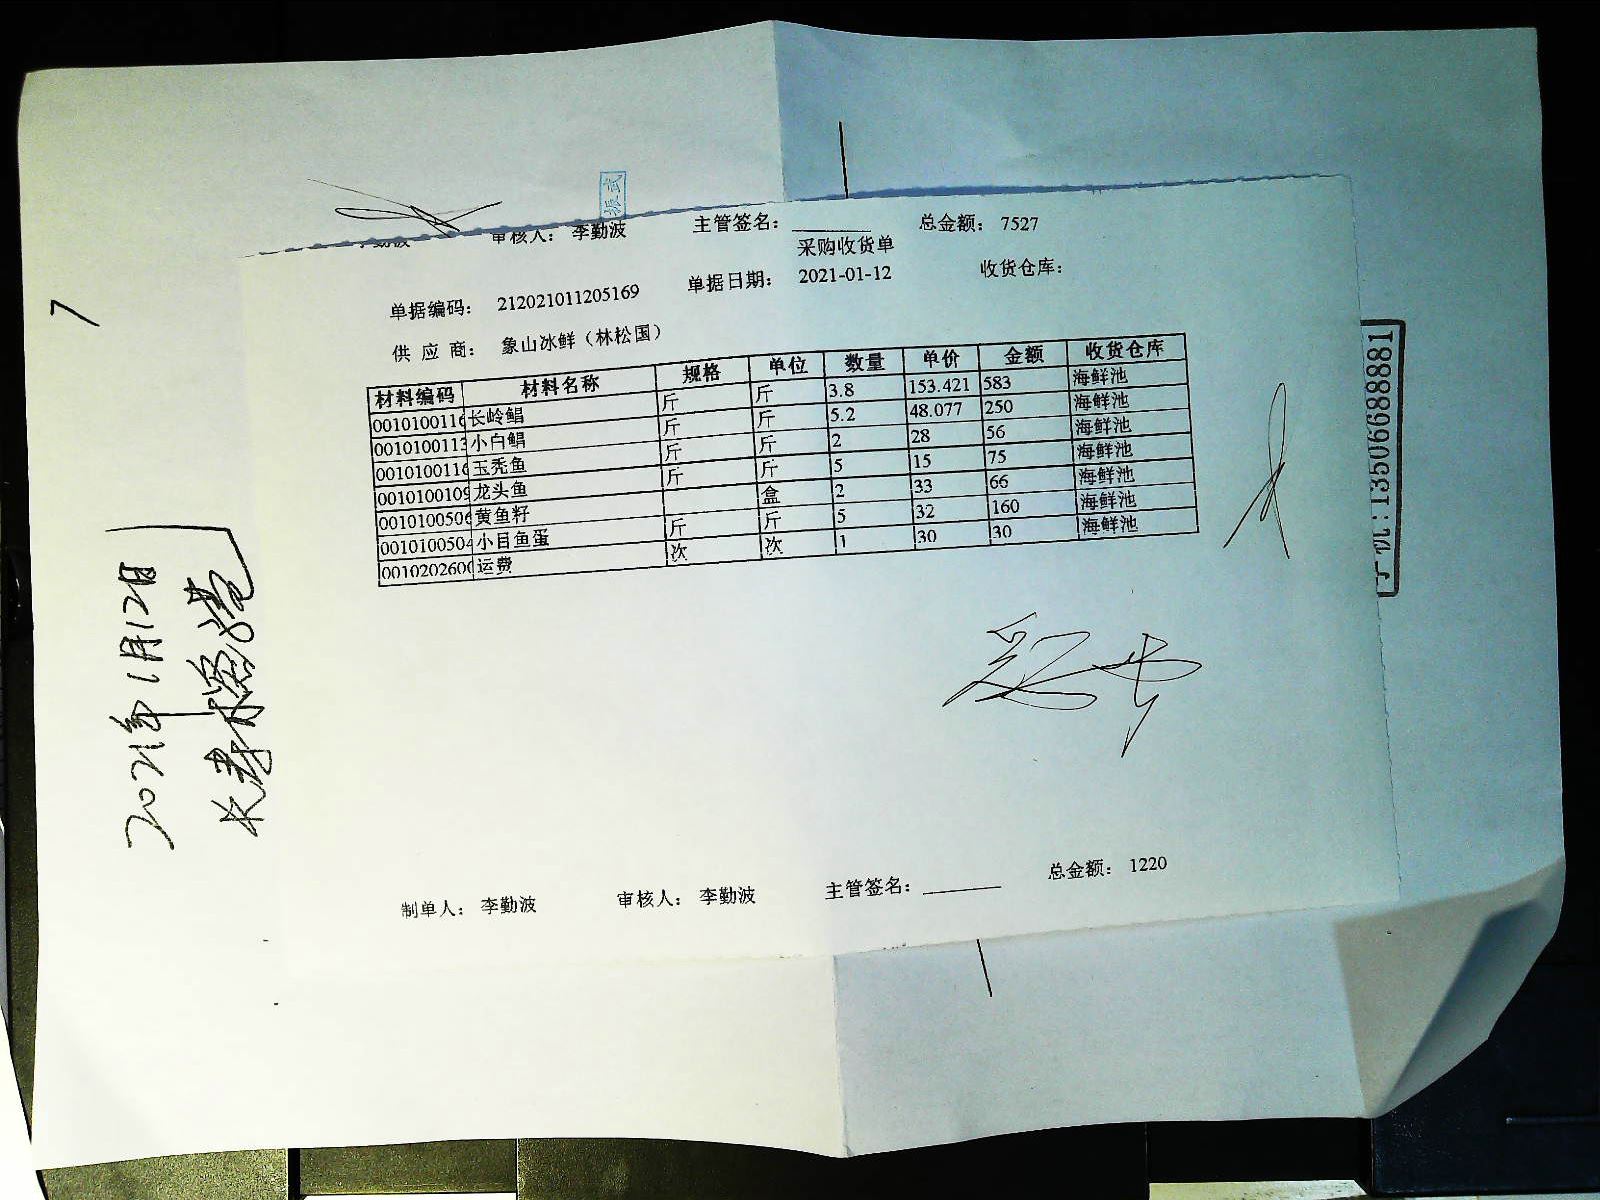 振武
审核人： 李勤波 主管签名： 总金额： 7527
采购收货单
单据编码： 212021011205169 单据日期： 2021-01-12 收货仓库：
供 应 商： 象山冰鲜（林松国）
材料编码 材料名称 规格 单位 数量 单价 金额 收货仓库
001010011 长岭鲳 斤 斤 3.8 153.421 583 海鲜池
001010011 小白鲳 斤 斤 5.2 48.077 250 海鲜池
001010011 玉秃鱼 斤 斤 2 28 56 海鲜池
001010010 龙头鱼 斤 斤 5 15 75 海鲜池
001010050 黄鱼籽 盒 2 33 66 海鲜池
001010050 小目鱼蛋 斤 斤 5 32 160 海鲜池
001020260 运费 次 次 1 30 30 海鲜池
制单人： 李勤波 审核人： 李勤波 主管签名： 总金额： 1220
2021年1月12日
7
13506688881